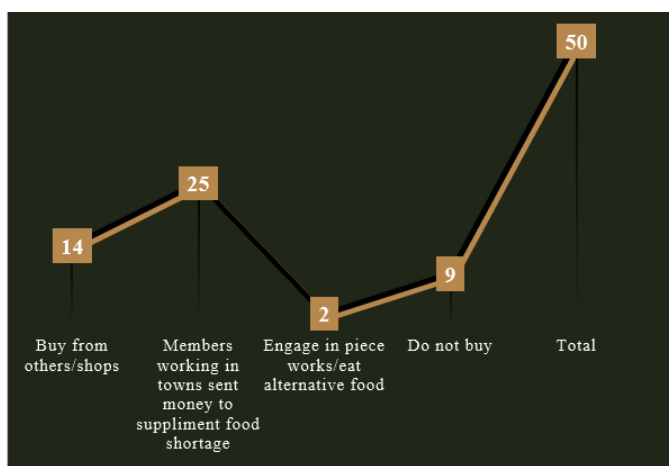 50
25
14
9
2
Buy from
others/shops
Members
working in
towns sent
money to
suppliment food
shortage
Engage in piece
works/eat
alternative food
Do not buy
Total